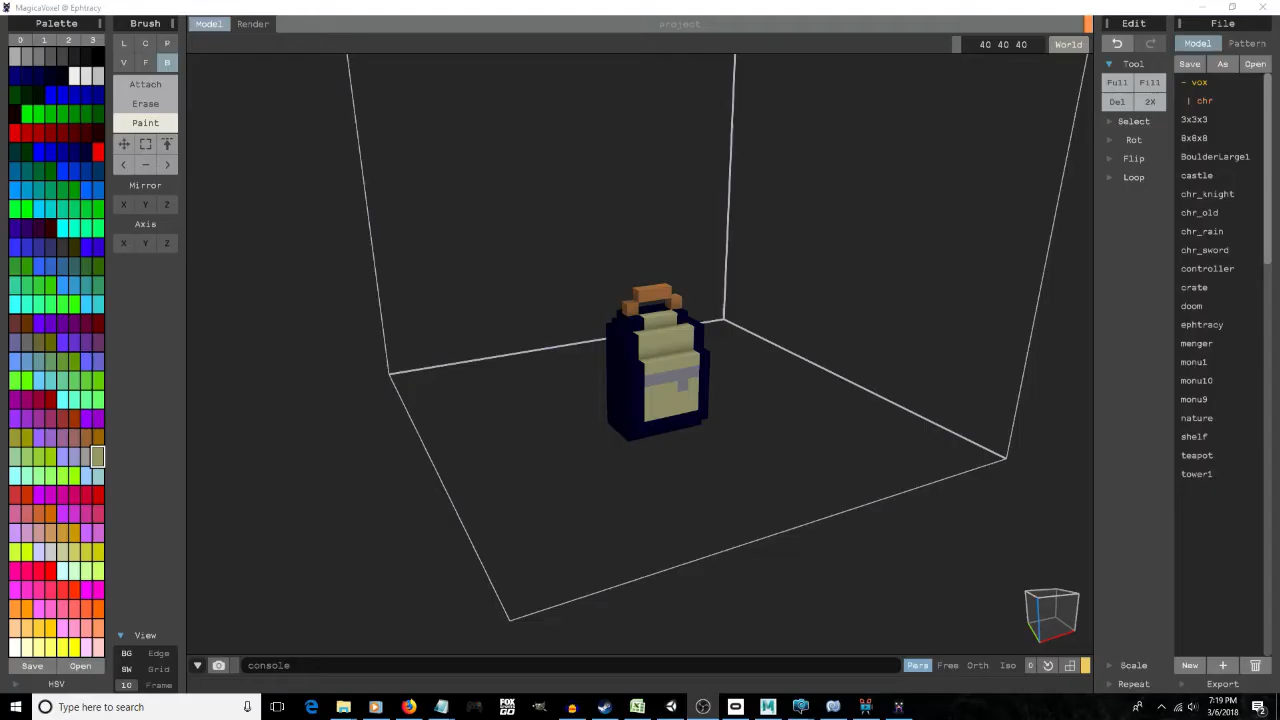 MagicaVoxel @ Ephtracy
Palette
Brush
Model
Render
project
Edit
File
0 1 2 3
L C P
V F B
40 40 40
World
Model
Pattern
Tool
Save
As
Open
Attach
Erase
Paint
Full
Fill
Del
2X
Select
Rot
Flip
Loop
- vox
| chr
3x3x3
8x8x8
BoulderLarge1
castle
chr_knight
chr_old
chr_rain
chr_sword
controller
crate
doom
ephtracy
menger
monu1
monu10
monu9
nature
shelf
teapot
tower1
Mirror
X Y Z
Axis
X Y Z
View
BG
Edge
SW
Grid
10
Frame
Save
Open
HSV
console
Pers
Free
Orth
Iso
0
Scale
Repeat
New
+
Export
Type here to search
FOX
GO
7:19 PM
3/6/2018
2